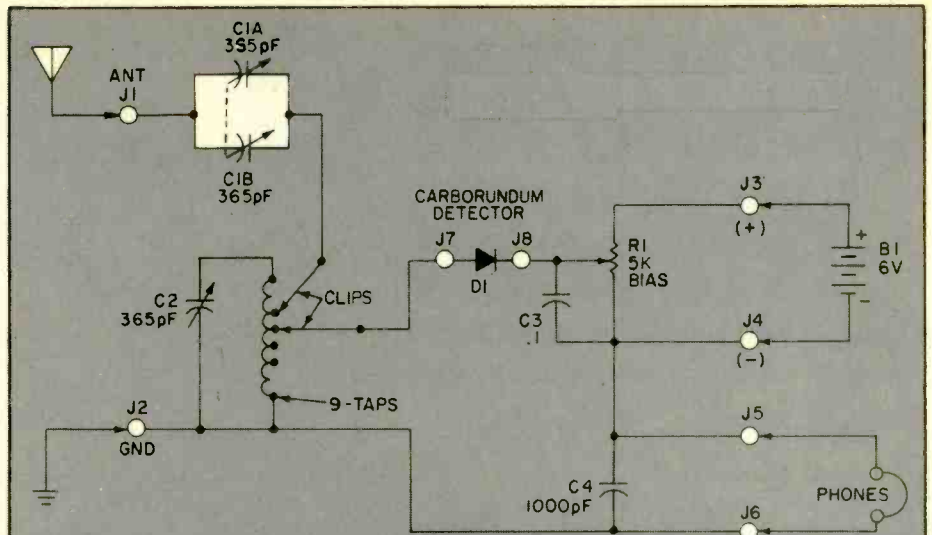 C1A
355pF
ANT
J1
C1B
365pF
CARBORUNDUM
DETECTOR
J7
J8
D1
J3
(+)
R1
5K
BIAS
+
B1
6V
-
C2
365pF
CLIPS
C3
.1
J4
(-)
9-TAPS
J2
GND
J5
C4
1000pF
PHONES
J6